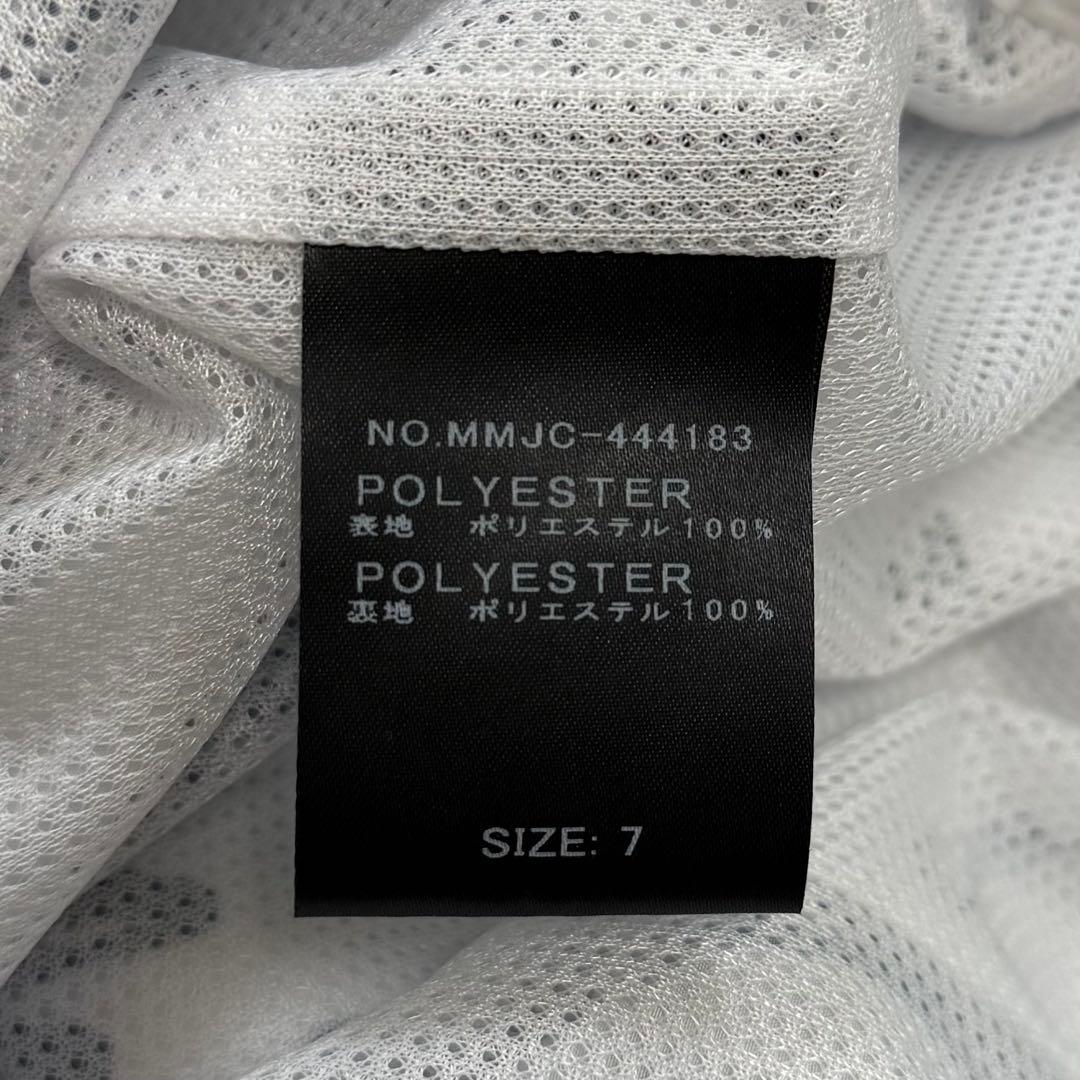 NO.MMJC-444183
POLYESTER
表地 ポリエステル100%
POLYESTER
裏地 ポリエステル100%
SIZE: 7